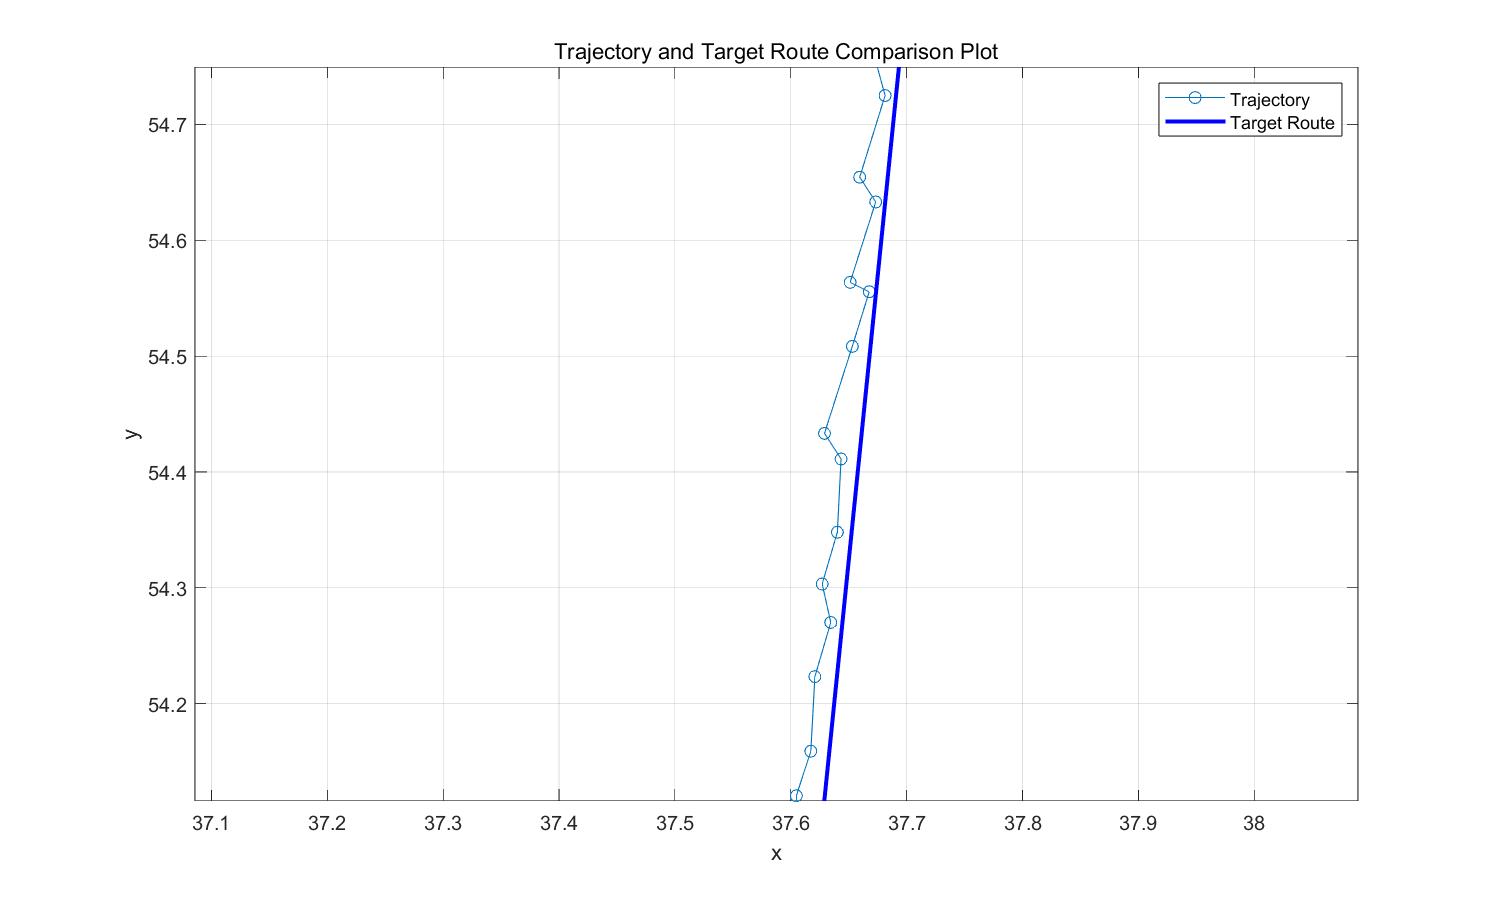 Trajectory and Target Route Comparison Plot
Trajectory
Target Route
54.7
54.6
54.5
54.4
54.3
54.2
y
37.1 37.2 37.3 37.4 37.5 37.6 37.7 37.8 37.9 38
x